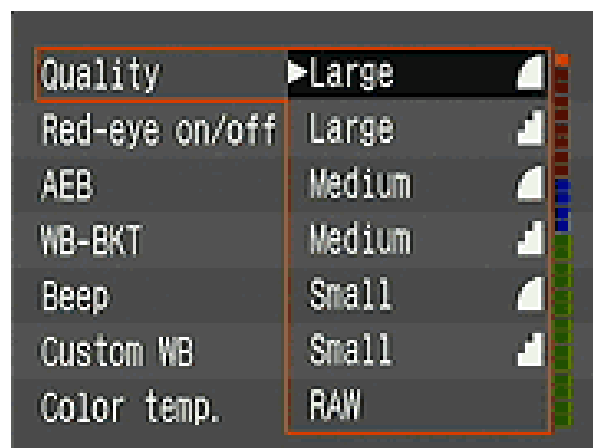 Quality Large
Red-eye on/off Large
AEB Medium
WB-BKT Medium
Beep Small
Custom WB Small
Color temp. RAW